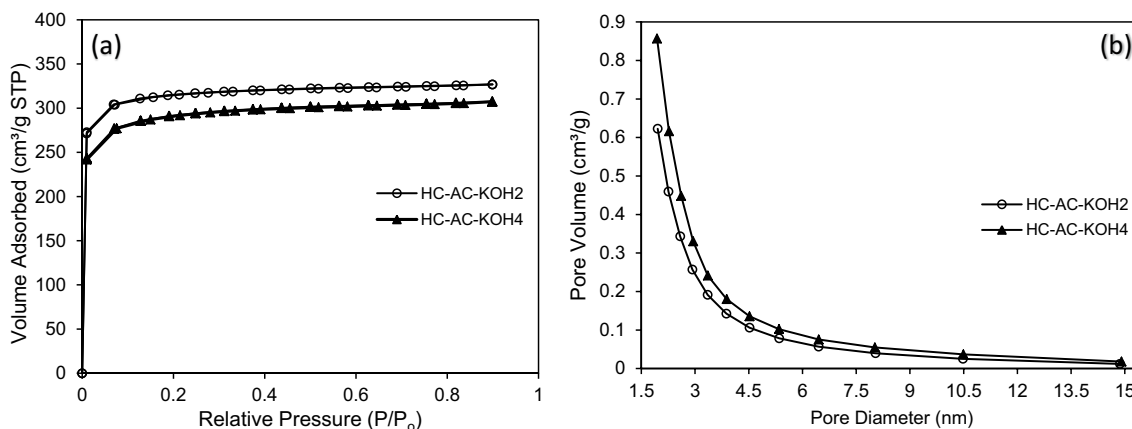 (a)
Volume Adsorbed (cm³/g STP)
400
350
300
250
200
150
100
50
0
0 0.2 0.4 0.6 0.8 1
Relative Pressure (P/Pₒ)
HC-AC-KOH2
HC-AC-KOH4
(b)
Pore Volume (cm³/g)
0.9
0.8
0.7
0.6
0.5
0.4
0.3
0.2
0.1
0
1.5 3 4.5 6 7.5 9 10.5 12 13.5 15
Pore Diameter (nm)
HC-AC-KOH2
HC-AC-KOH4